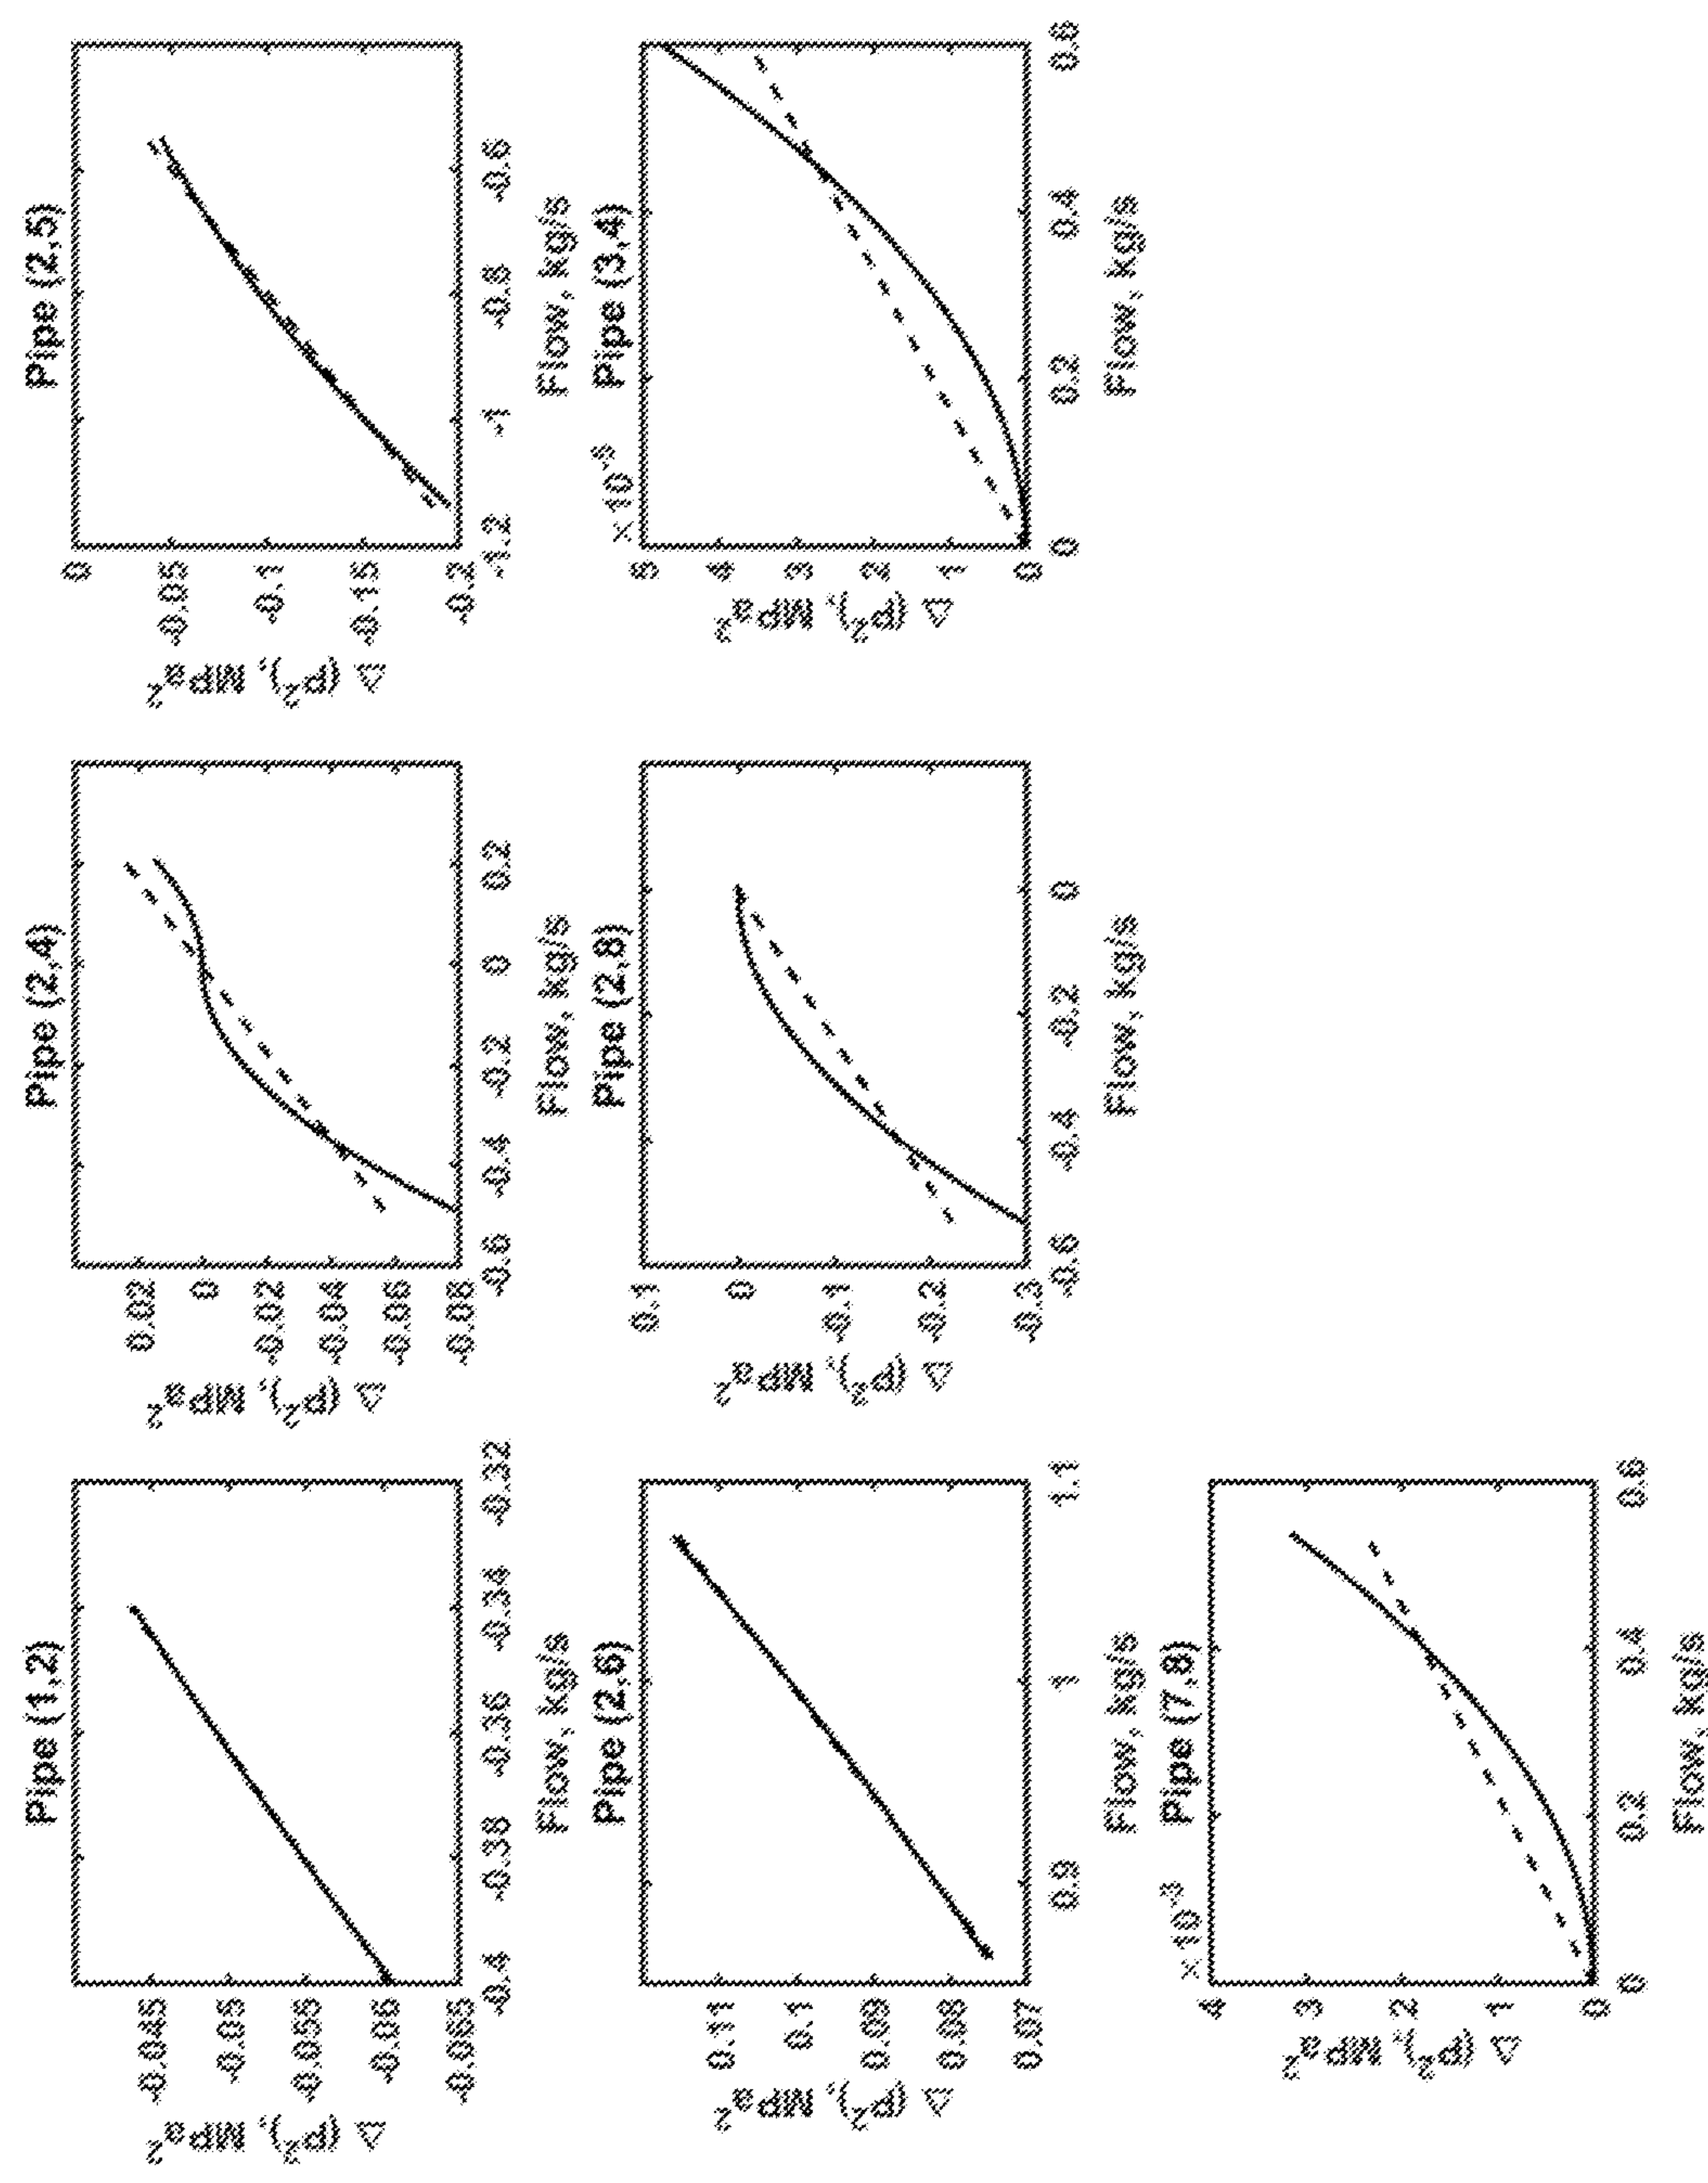 Pipe (1,2)
Δ (P²), MPa²
-0.045
-0.05
-0.055
-0.06
-0.065
-0.4 -0.38 -0.36 -0.34 -0.32
Flow, kg/s
Pipe (2,4)
Δ (P²), MPa²
0.02
0
-0.02
-0.04
-0.06
-0.08
-0.6 -0.4 -0.2 0 0.2
Flow, kg/s
Pipe (2,5)
Δ (P²), MPa²
0
-0.05
-0.1
-0.15
-0.2
-1.2 -1 -0.8 -0.6
Flow, kg/s
Pipe (2,6)
Δ (P²), MPa²
0.11
0.1
0.09
0.08
0.07
0.9 1 1.1
Flow, kg/s
Pipe (2,8)
Δ (P²), MPa²
0.1
0
-0.1
-0.2
-0.3
-0.6 -0.4 -0.2 0
Flow, kg/s
Pipe (3,4)
×10⁻⁵
Δ (P²), MPa²
5
4
3
2
1
0
0 0.2 0.4 0.6
Flow, kg/s
Pipe (7,8)
×10⁻³
Δ (P²), MPa²
4
3
2
1
0
0 0.2 0.4 0.6
Flow, kg/s